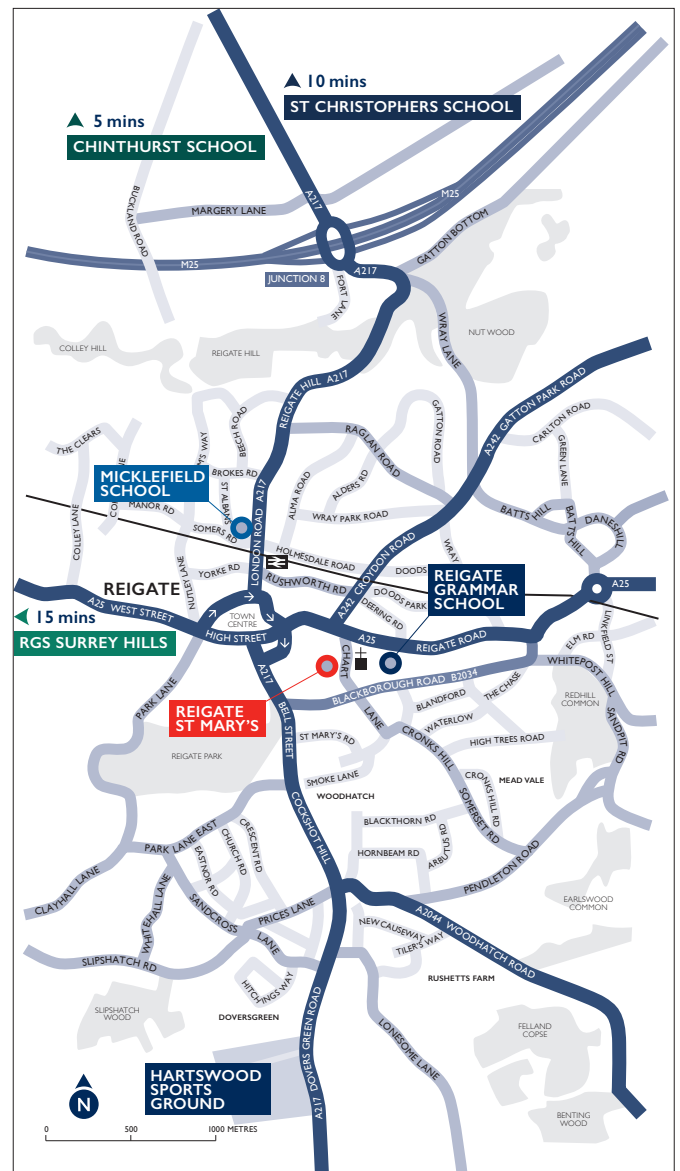 10 mins
ST CHRISTOPHERS SCHOOL
5 mins
CHINTHURST SCHOOL
BUCKLAND ROAD
MARGERY LANE
A217
M25
M25
JUNCTION 8
A217
FORT LANE
GATTON BOTTOM
COLLEY HILL
REIGATE HILL
WRAY LANE
NUT WOOD
REIGATE HILL A217
A242 GATTON PARK ROAD
THE CLEARS
BEECH ROAD
RAGLAN ROAD
GATTON ROAD
CARLTON ROAD
GREEN LANE
BROKES RD
MICKLEFIELD
SCHOOL
ST ALBANS
ALMA ROAD
ALDERS RD
MANOR RD
SOMERS RD
LONDON ROAD A217
WRAY PARK ROAD
BATTS HILL
BATTS HILL
DANESHILL
COLLEY LANE
HOLMESDALE ROAD
A242 CROYDON ROAD
WRAY
YORKE RD
RUSHWORTH RD
DOODS
DOODS PARK
DEERING RD
REIGATE
GRAMMAR
SCHOOL
A25
REIGATE
NUTLEY LANE
A25 WEST STREET
TOWN
CENTRE
HIGH STREET
15 mins
RGS SURREY HILLS
A25
REIGATE ROAD
LINKFIELD ST
ELM RD
WHITEPOST HILL
CHART
LANE
A217
BELL STREET
BLACKBOROUGH ROAD B2034
REIGATE
ST MARY'S
PARK LANE
BLANDFORD
THE CHASE
REDHILL
COMMON
SANDPIT RD
WATERLOW
ST MARY'S RD
CRONKS HILL
HIGH TREES ROAD
REIGATE PARK
SMOKE LANE
WOODHATCH
CRONKS HILL RD
MEAD VALE
SOMERSET RD
COCKSHOT HILL
BLACKTHORN RD
PARK LANE EAST
CRESCENT RD
CHURCH RD
EASTNOR RD
HORNBEAM RD
PENDLETON ROAD
CLAYHALL LANE
WHITEHALL LANE
SANDCROSS
LANE
PRICES LANE
EARLSWOOD
COMMON
A2044 WOODHATCH ROAD
NEW CAUSEWAY
TILER'S WAY
SLIPSHATCH RD
HITCHINGS WAY
RUSHETTS FARM
SLIPSHATCH
WOOD
DOVERSGREEN
LONESOME LANE
FELLAND
COPSE
HARTSWOOD
SPORTS
GROUND
A217 DOVERS GREEN ROAD
BENTING
WOOD
N
0 500 1000 METRES